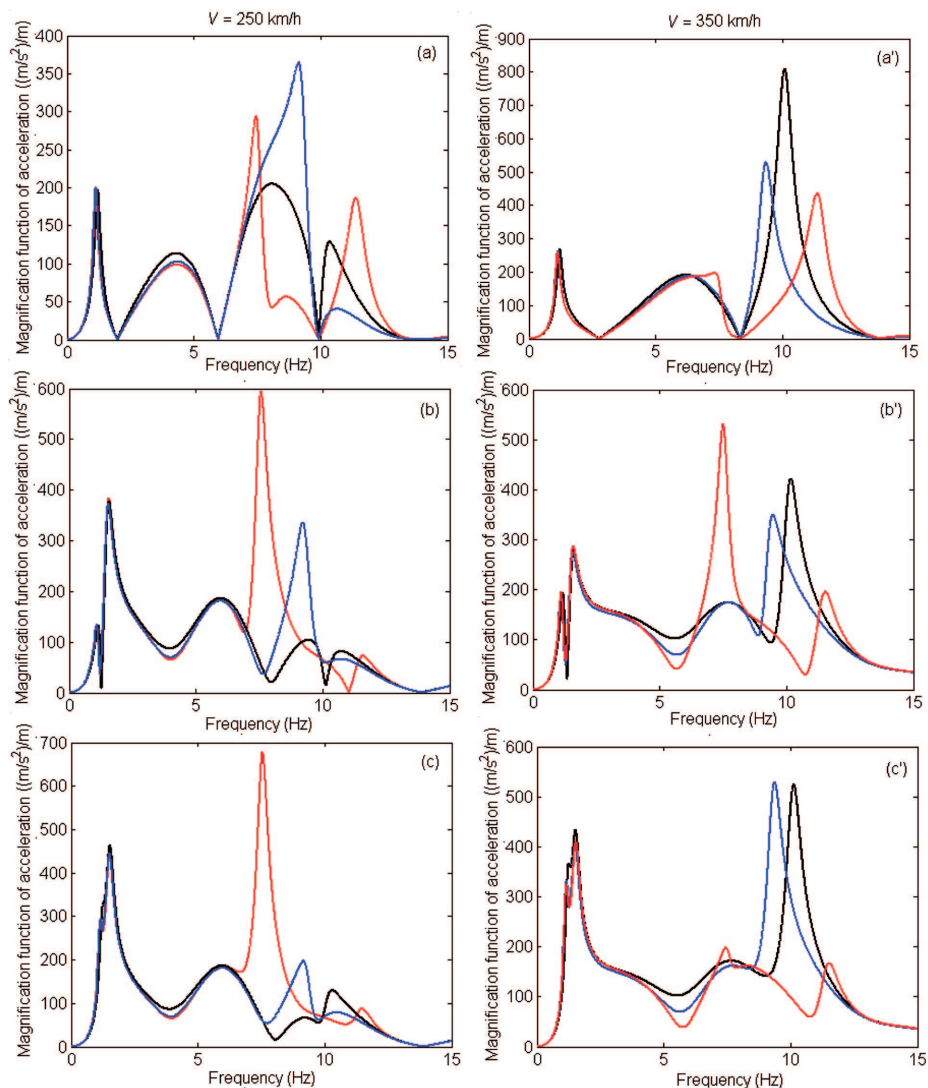 V = 250 km/h
V = 350 km/h
Magnification function of acceleration ((m/s²)/m)
400
350
300
250
200
150
100
50
0
(a)
0 5 10 15
Frequency (Hz)
Magnification function of acceleration ((m/s²)/m)
900
800
700
600
500
400
300
200
100
0
(a')
0 5 10 15
Frequency (Hz)
Magnification function of acceleration ((m/s²)/m)
600
500
400
300
200
100
0
(b)
0 5 10 15
Frequency (Hz)
Magnification function of acceleration ((m/s²)/m)
600
500
400
300
200
100
0
(b')
0 5 10 15
Frequency (Hz)
Magnification function of acceleration ((m/s²)/m)
700
600
500
400
300
200
100
0
(c)
0 5 10 15
Frequency (Hz)
Magnification function of acceleration ((m/s²)/m)
600
500
400
300
200
100
0
(c')
0 5 10 15
Frequency (Hz)